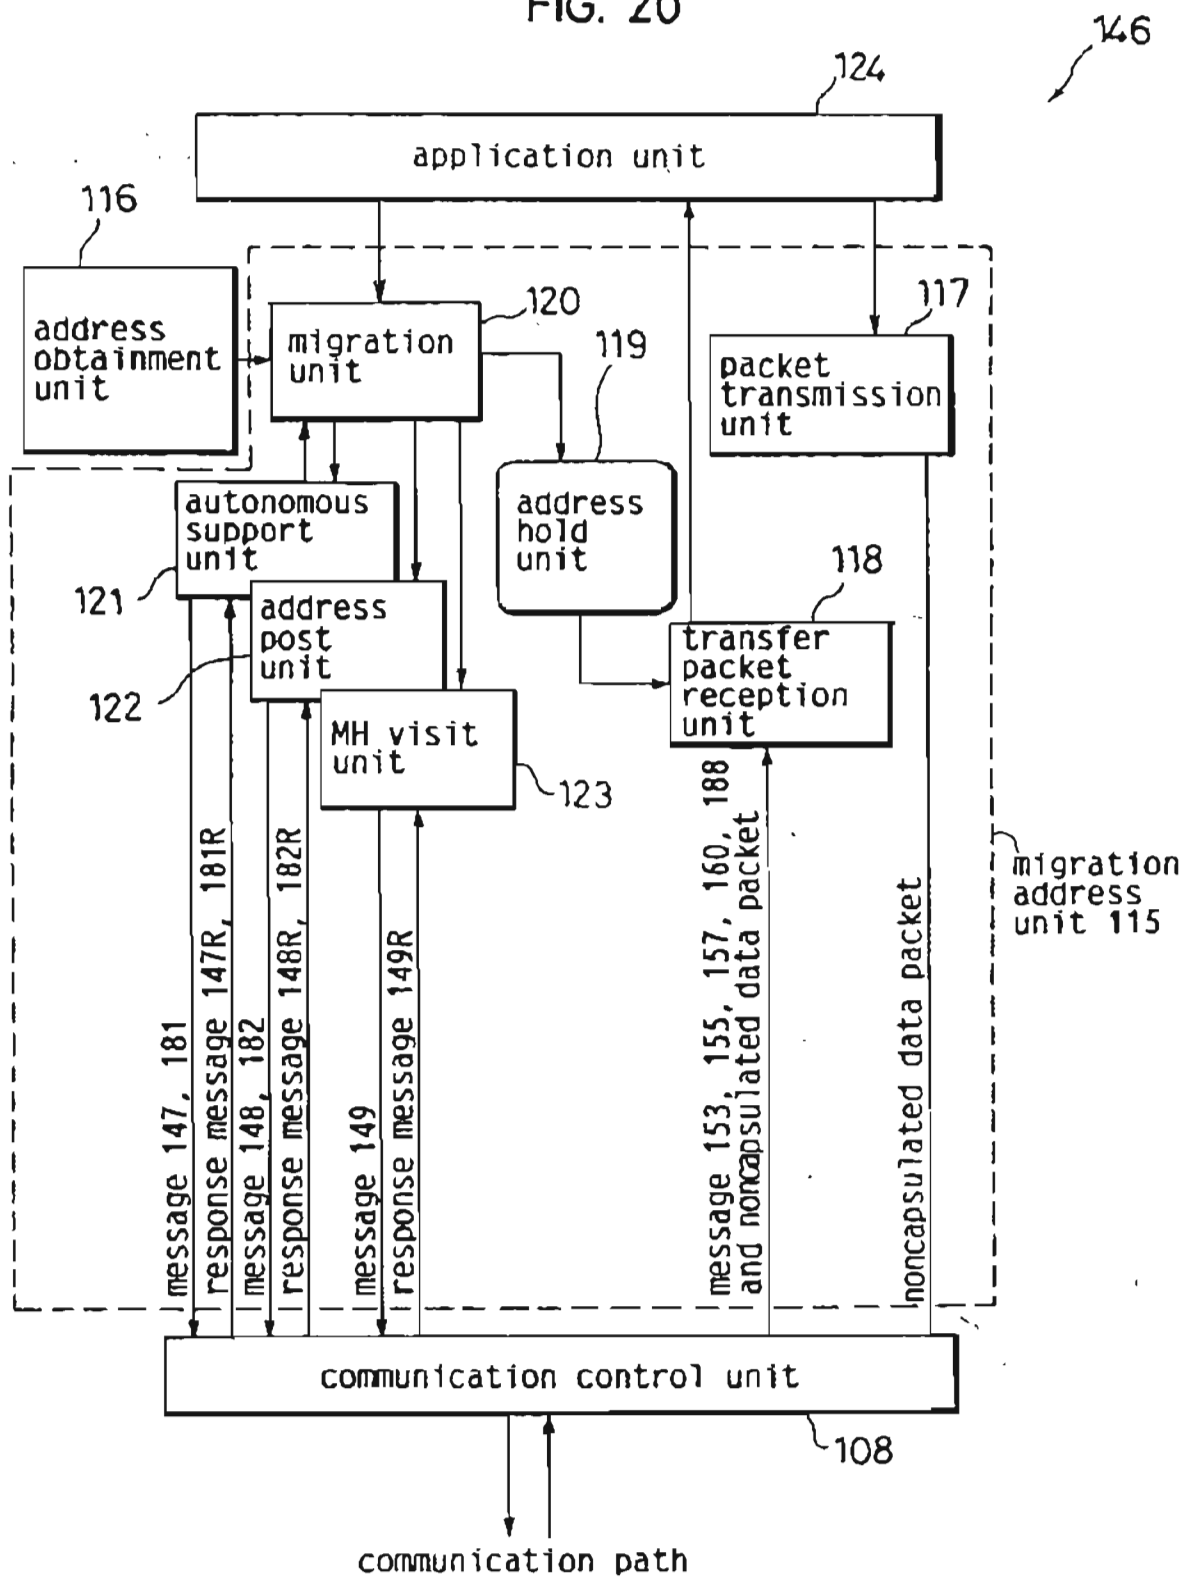 FIG. 20
146
124
application unit
116
address
obtainment
unit
120
migration
unit
119
117
packet
transmission
unit
address
hold
unit
autonomous
support
unit
121
118
address
post
unit
122
transfer
packet
reception
unit
MH visit
unit
123
migration
address
unit 115
message 147, 181
response message 147R, 181R
message 148, 182
response message 148R, 182R
message 149
response message 149R
message 153, 155, 157, 160, 188
and noncapsulated data packet
noncapsulated data packet
communication control unit
108
communication path